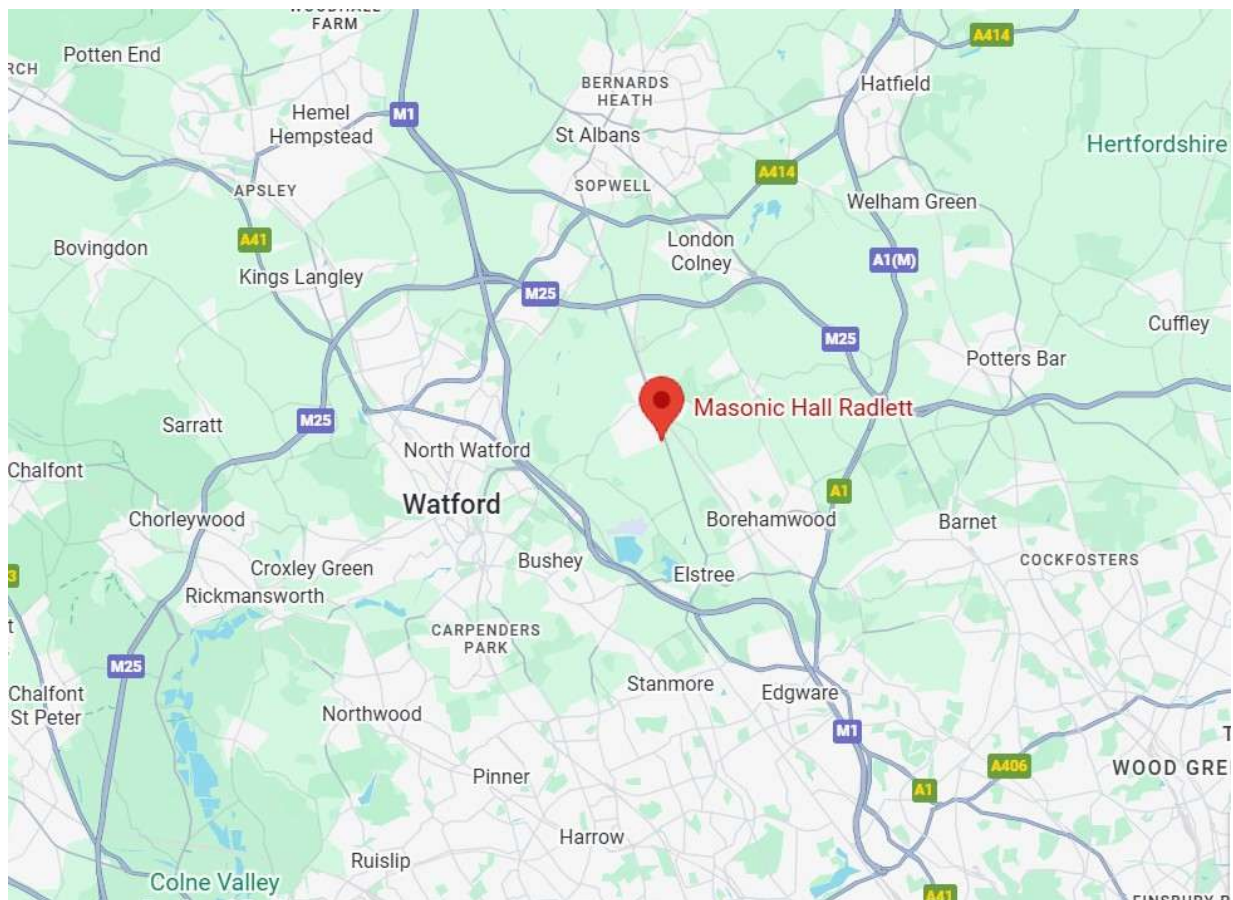 WOODHALL
FARM
A414
Potten End
RCH
BERNARDS
HEATH
Hatfield
M1
Hemel
Hempstead
St Albans
Hertfordshire
A414
APSLEY
SOPWELL
Welham Green
A41
Bovingdon
London
Colney
A1(M)
Kings Langley
M25
Cuffley
M25
Potters Bar
Masonic Hall Radlett
M25
Sarratt
North Watford
Chalfont
A1
Watford
Chorleywood
Borehamwood
Barnet
Bushey
COCKFOSTERS
Croxley Green
Elstree
3
Rickmansworth
t
CARPENDERS
PARK
M25
Stanmore
Edgware
Chalfont
St Peter
Northwood
M1
T
A406
WOOD GRE
Pinner
A1
Harrow
Ruislip
Colne Valley
A41
FINSBURY P